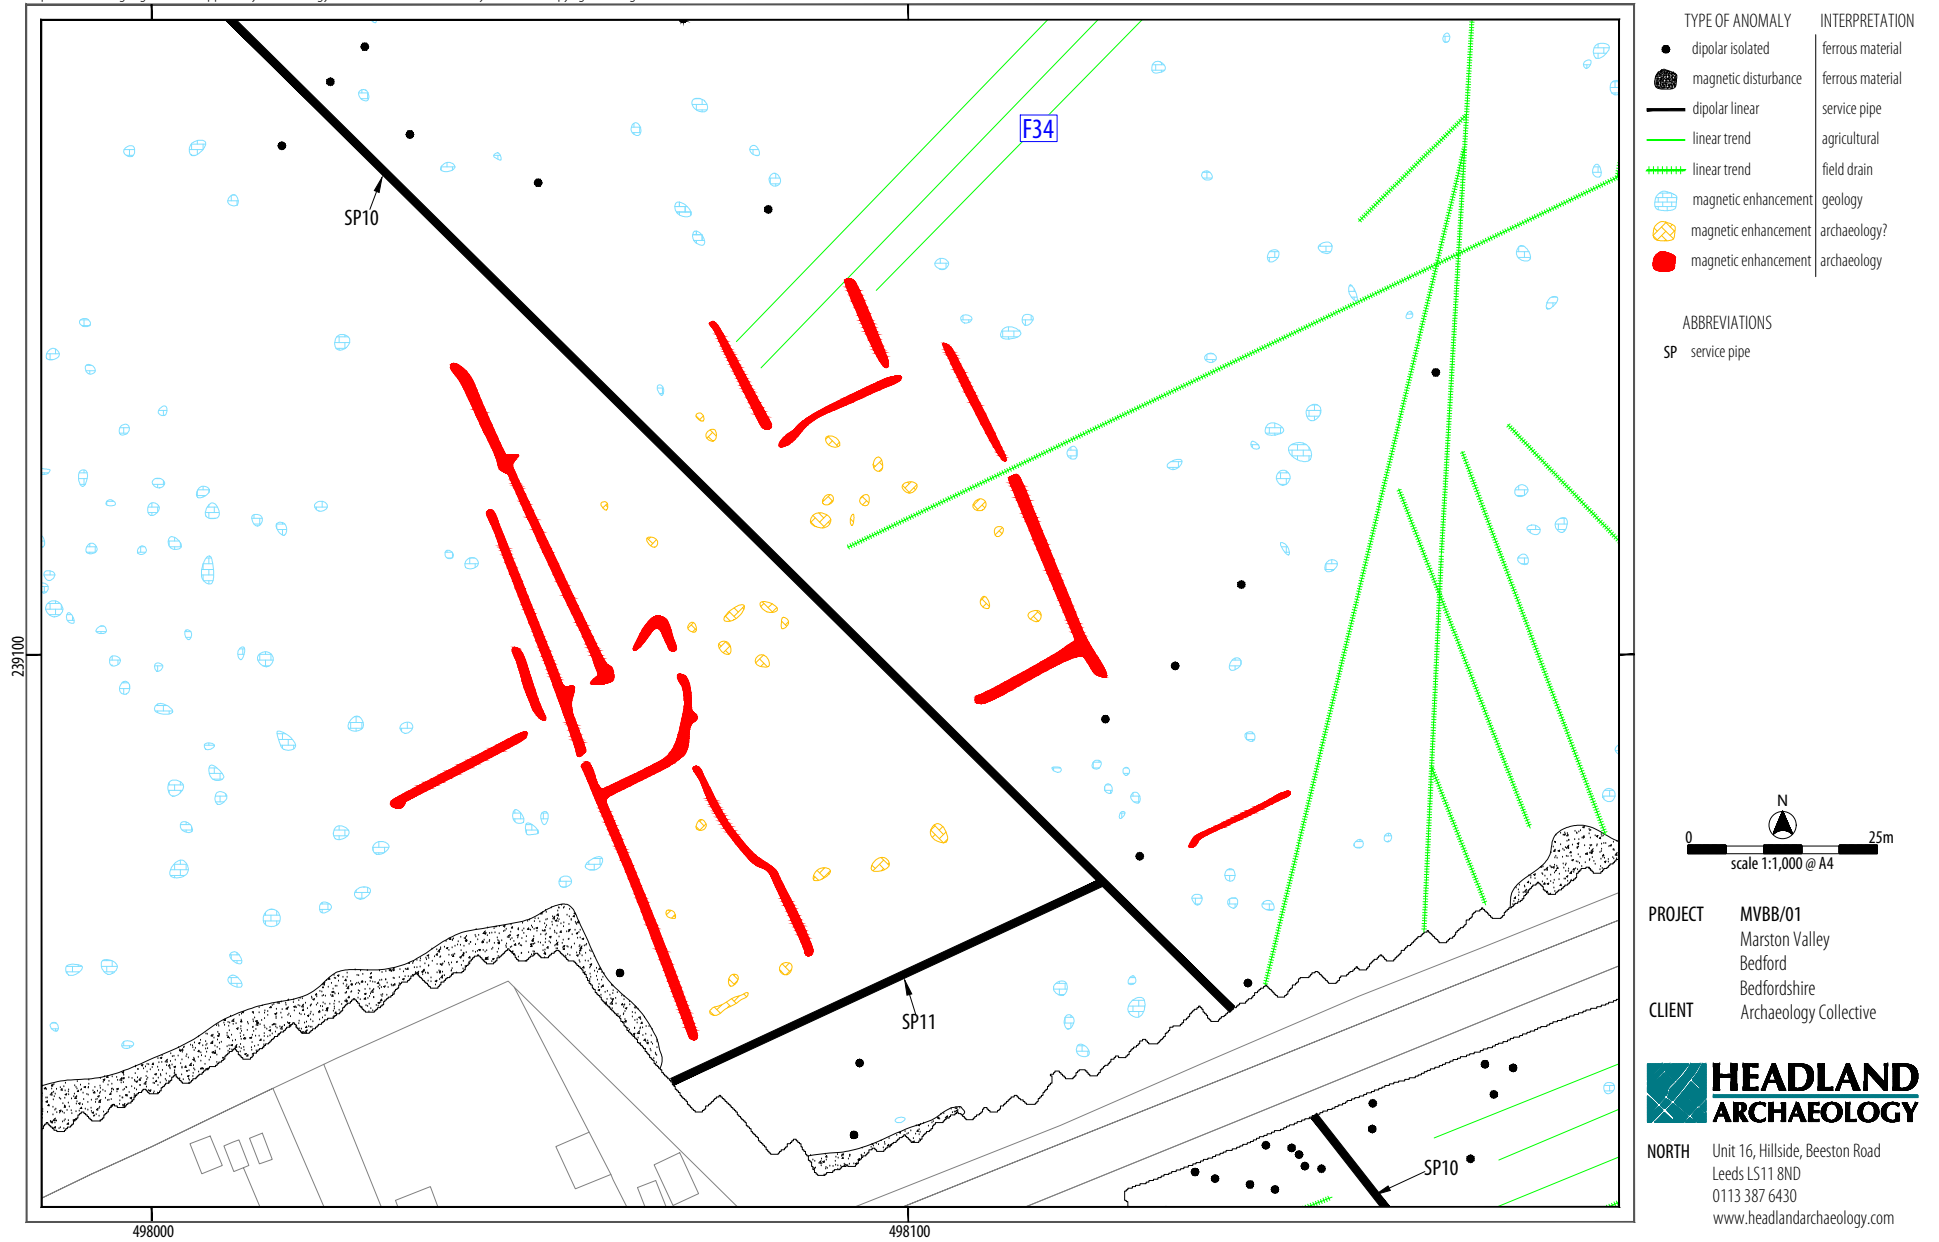 F34
SP10
SP11
SP10
239100
498000
498100
TYPE OF ANOMALY INTERPRETATION
dipolar isolated ferrous material
magnetic disturbance ferrous material
dipolar linear service pipe
linear trend agricultural
linear trend field drain
magnetic enhancement geology
magnetic enhancement archaeology?
magnetic enhancement archaeology
ABBREVIATIONS
SP service pipe
N
0 25m
scale 1:1,000 @ A4
PROJECT MVBB/01
Marston Valley
Bedford
Bedfordshire
CLIENT Archaeology Collective
HEADLAND
ARCHAEOLOGY
NORTH Unit 16, Hillside, Beeston Road
Leeds LS11 8ND
0113 387 6430
www.headlandarchaeology.com